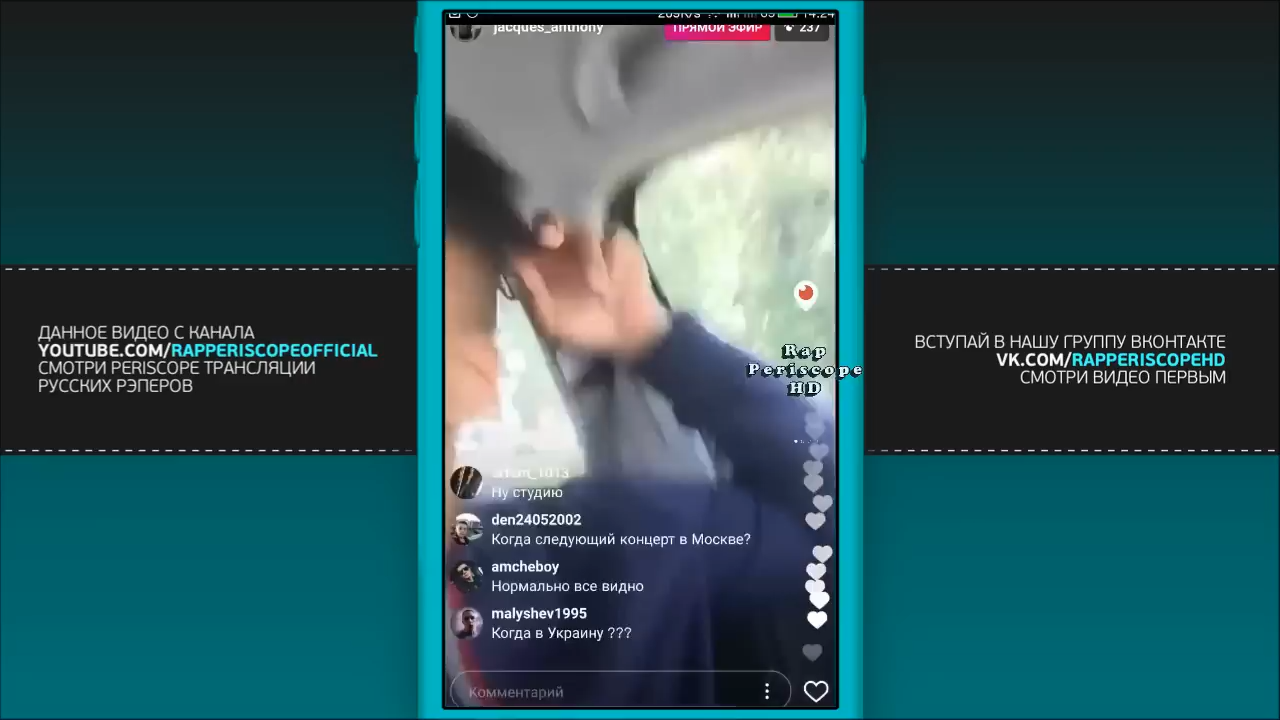 14:24
jacques_anthony
ПРЯМОЙ ЭФИР
237
ДАННОЕ ВИДЕО С КАНАЛА
YOUTUBE.COM/RAPPERISCOPEOFFICIAL
СМОТРИ PERISCOPE ТРАНСЛЯЦИИ
РУССКИХ РЭПЕРОВ
ВСТУПАЙ В НАШУ ГРУППУ ВКОНТАКТЕ
VK.COM/RAPPERISCOPEHD
СМОТРИ ВИДЕО ПЕРВЫМ
Rap
Periscope
HD
Ну студию
den24052002
Когда следующий концерт в Москве?
amcheboy
Нормально все видно
malyshev1995
Когда в Украину ???
Комментарий